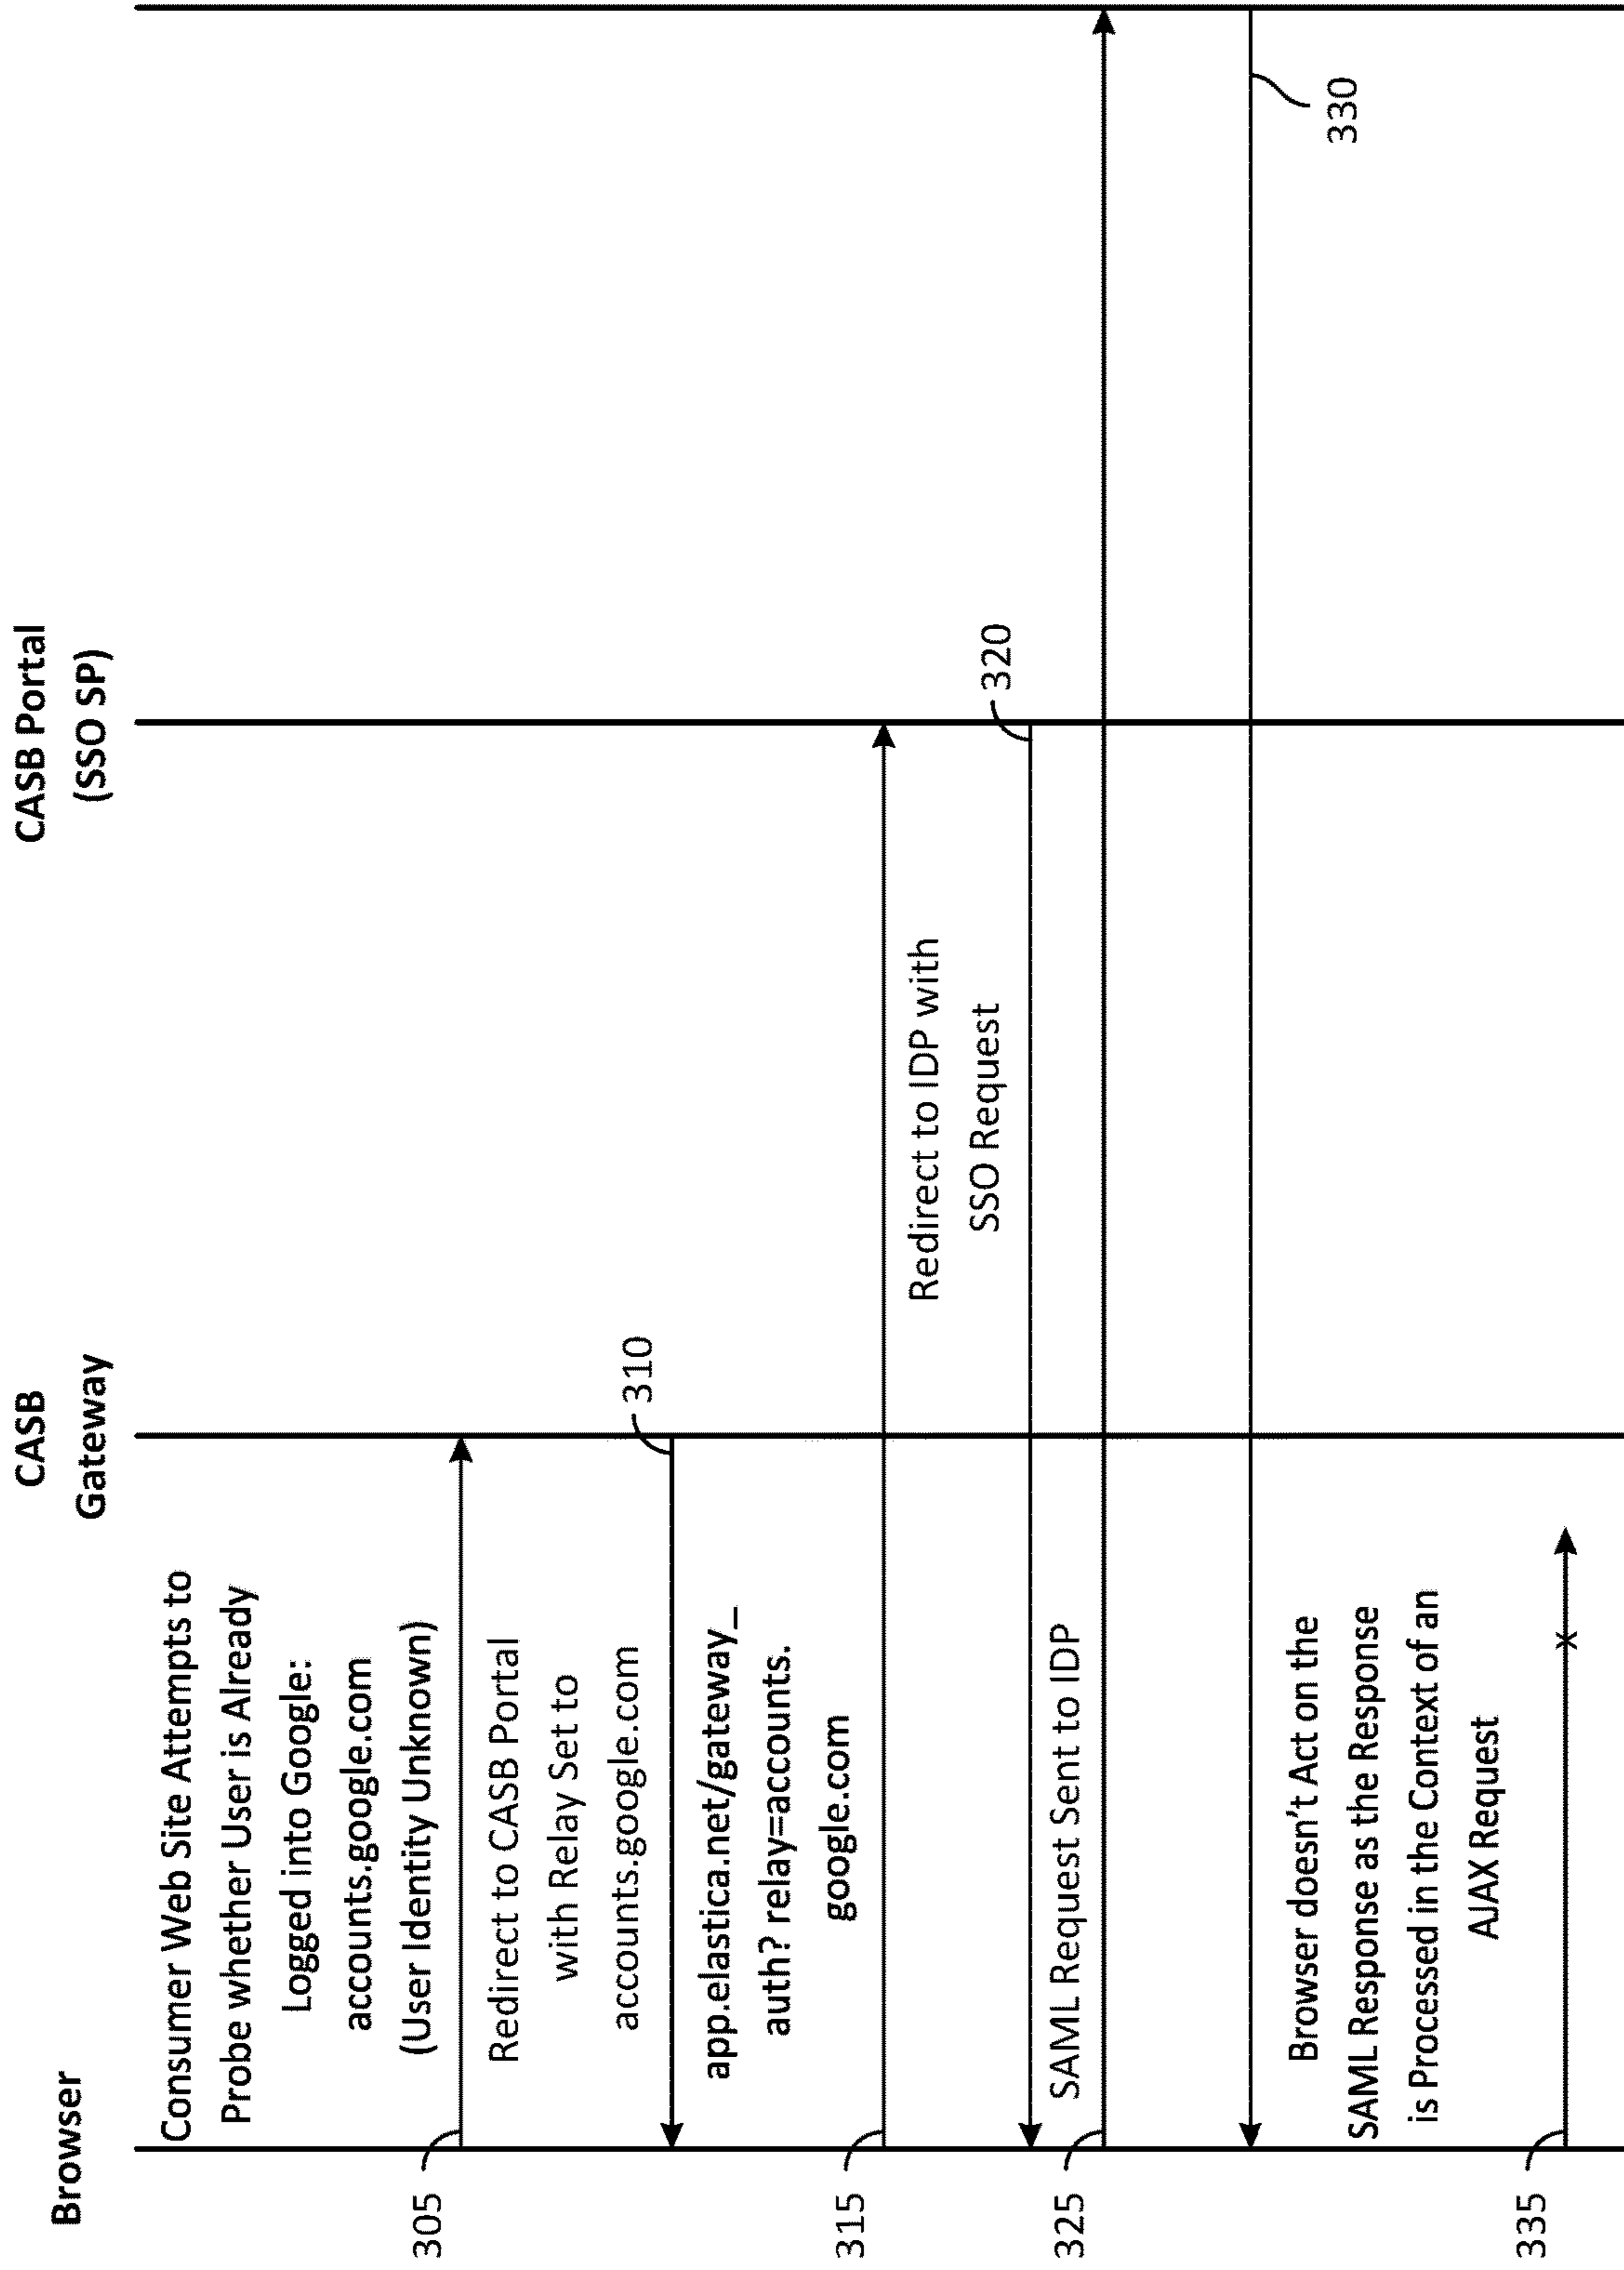 Browser
CASB
Gateway
CASB Portal
(SSO SP)
Consumer Web Site Attempts to
Probe whether User is Already
Logged into Google:
accounts.google.com
(User Identity Unknown)
305
Redirect to CASB Portal
with Relay Set to
accounts.google.com
310
app.elastica.net/gateway_
auth? relay=accounts.
google.com
315
Redirect to IDP with
SSO Request
320
SAML Request Sent to IDP
325
330
Browser doesn't Act on the
SAML Response as the Response
is Processed in the Context of an
AJAX Request
x
335